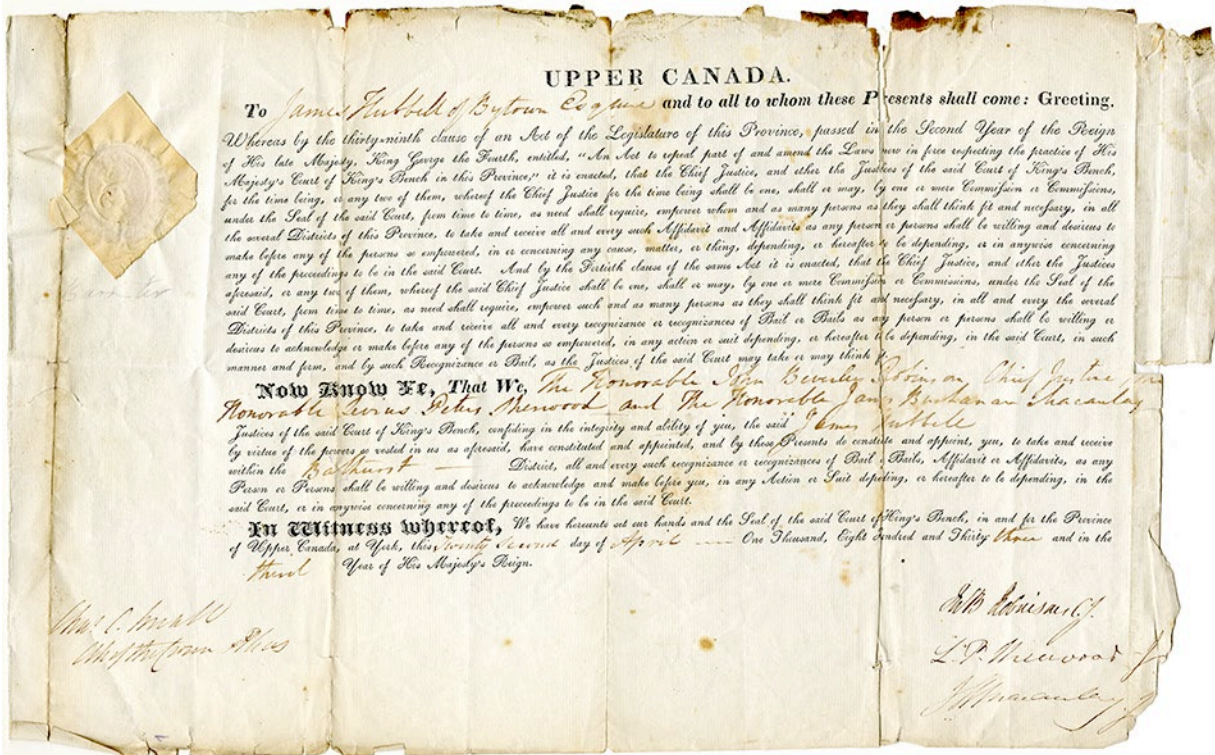 UPPER CANADA.
To James Hubbell of Bytown Esquire and to all to whom these Presents shall come: Greeting.
Whereas by the thirty-ninth clause of an Act of the Legislature of this Province, passed in the Second Year of the Reign
of His late Majesty, King George the Fourth, entitled, "An Act to repeal part of and amend the Laws now in force respecting the practice of His
Majesty's Court of King's Bench in this Province," it is enacted, that the Chief Justice, and other the Justices of the said Court of King's Bench,
for the time being, or any two of them, whereof the Chief Justice for the time being shall be one, shall or may, by one or more Commission or Commissions,
under the Seal of the said Court, from time to time, as need shall require, empower whom and as many persons as they shall think fit and necessary, in all
the several Districts of this Province, to take and receive all and every such Affidavit and Affidavits as any person or persons shall be willing and desirous to
make before any of the persons so empowered, in or concerning any cause, matter, or thing, depending, or hereafter to be depending, or in anywise concerning
any of the proceedings to be in the said Court. And by the Fortieth clause of the same Act it is enacted, that the Chief Justice, and other the Justices
aforesaid, or any two of them, whereof the said Chief Justice shall be one, shall or may, by one or more Commission or Commissions, under the Seal of the
said Court, from time to time, as need shall require, empower such and as many persons as they shall think fit and necessary, in all and every the several
Districts of this Province, to take and receive all and every recognizance or recognizances of Bail or Bails as any person or persons shall be willing or
desirous to acknowledge or make before any of the persons so empowered, in any action or suit depending, or hereafter to be depending, in the said Court, in such
manner and form, and by such Recognizance or Bail, as the Justices of the said Court may take or may think
Now Know Ye, That We, The Honorable John Beverley Robinson, Chief Justice
Honorable Levius Peters Sherwood and The Honorable James Buchanan Macaulay
Justices of the said Court of King's Bench, confiding in the integrity and ability of you, the said James Hubbell
by virtue of the powers so vested in us as aforesaid, have constituted and appointed, and by these Presents do constitute and appoint, you, to take and receive
within the Bathurst — District, all and every such recognizance or recognizances of Bail Bails, Affidavit or Affidavits, as any
Person or Persons shall be willing and desirous to acknowledge and make before you, in any Action or Suit depending, or hereafter to be depending, in the
said Court, or in anywise concerning any of the proceedings to be in the said Court.
In Witness whereof, We have hereunto set our hands and the Seal of the said Court of King's Bench, in and for the Province
of Upper Canada, at York, this twenty second day of April — One Thousand, Eight Hundred and Thirty three and in the
third Year of His Majesty's Reign.
Chas C. Small
Clk of the Crown & Pleas
Jno B Robinson C.J.
L. P. Sherwood J
J B Macaulay J